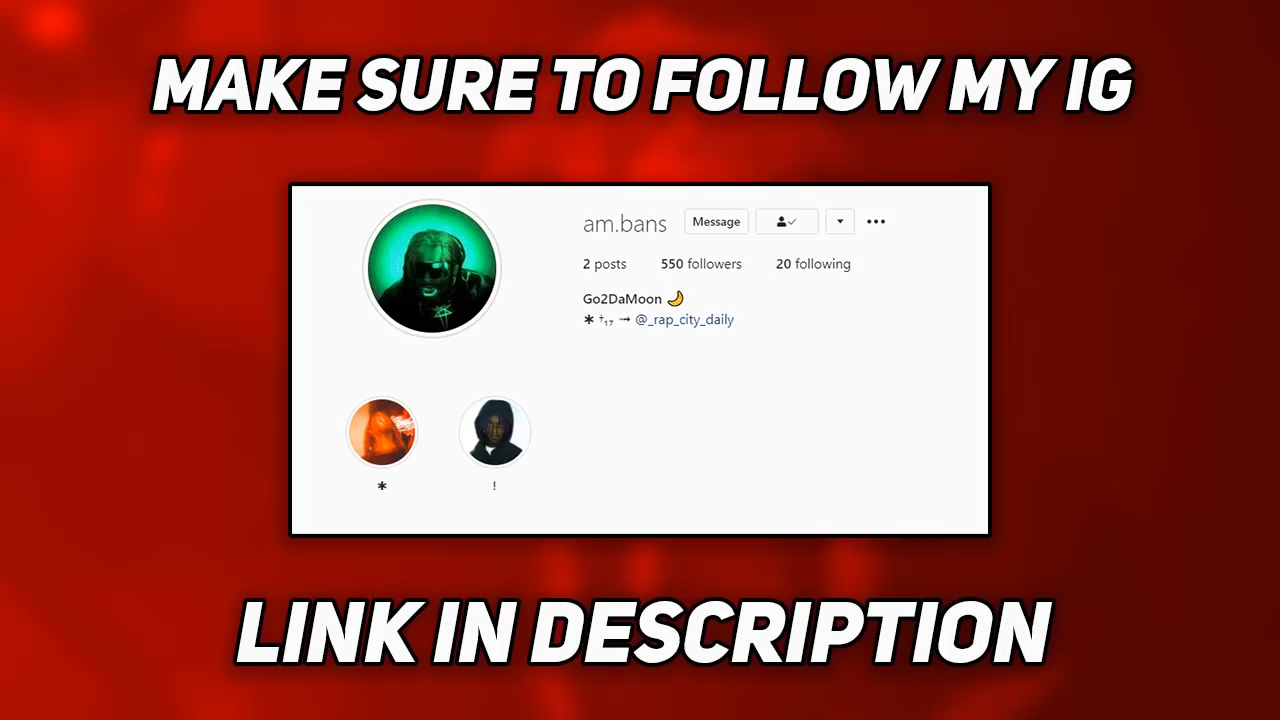 MAKE SURE TO FOLLOW MY IG
am.bans Message
2 posts 550 followers 20 following
Go2DaMoon 🌙
* †₁₇ → @_rap_city_daily
* !
LINK IN DESCRIPTION